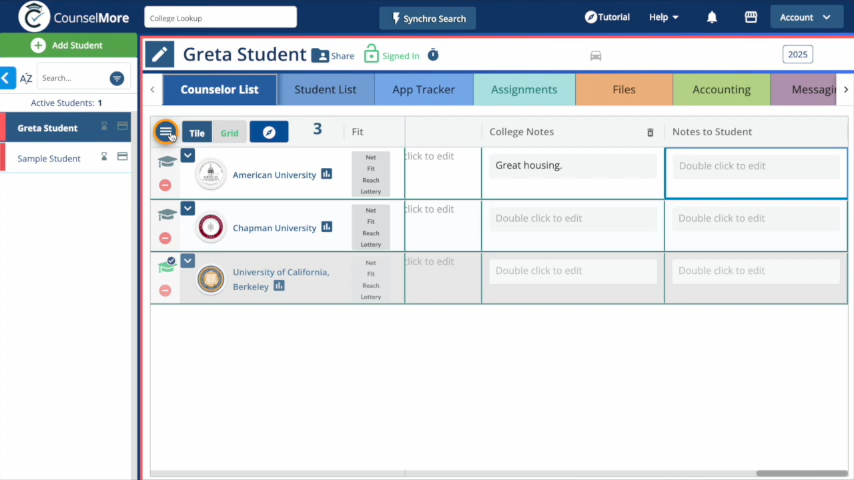 CounselMore
College Lookup
Synchro Search
Tutorial
Help
Account
Add Student
AZ
Search...
Active Students: 1
Greta Student
Sample Student
Greta Student
Share
Signed In
2025
Counselor List
Student List
App Tracker
Assignments
Files
Accounting
Messagin
Tile
Grid
3
Fit
College Notes
Notes to Student
American University
Net
Fit
Reach
Lottery
click to edit
Great housing.
Double click to edit
Chapman University
Net
Fit
Reach
Lottery
click to edit
Double click to edit
Double click to edit
University of California,
Berkeley
Net
Fit
Reach
Lottery
click to edit
Double click to edit
Double click to edit